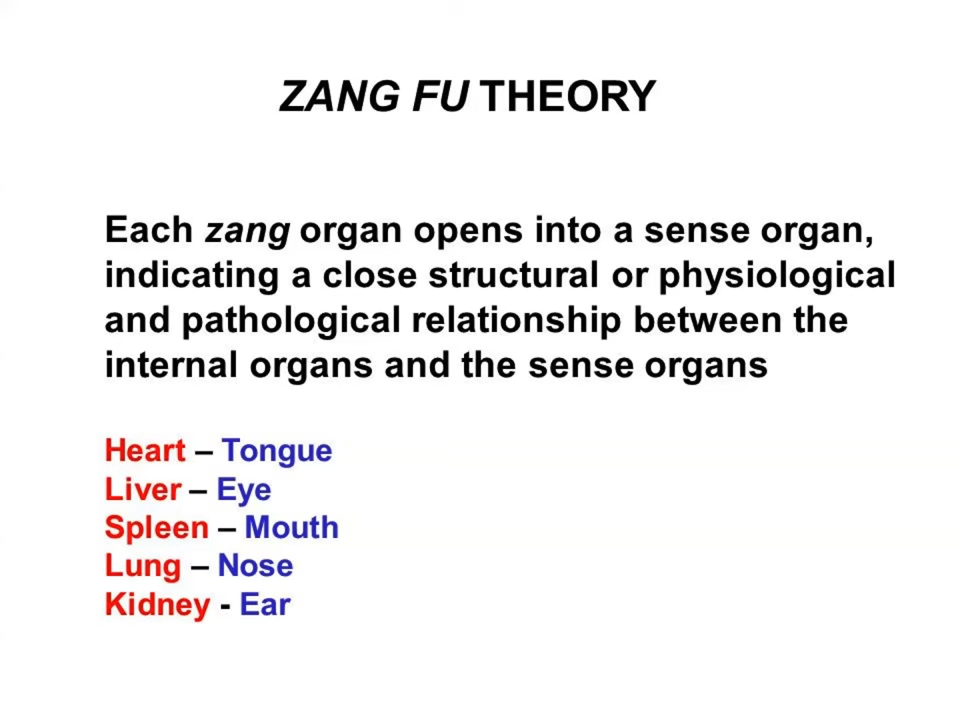 ZANG FU THEORY
Each zang organ opens into a sense organ,
indicating a close structural or physiological
and pathological relationship between the
internal organs and the sense organs
Heart – Tongue
Liver – Eye
Spleen – Mouth
Lung – Nose
Kidney - Ear